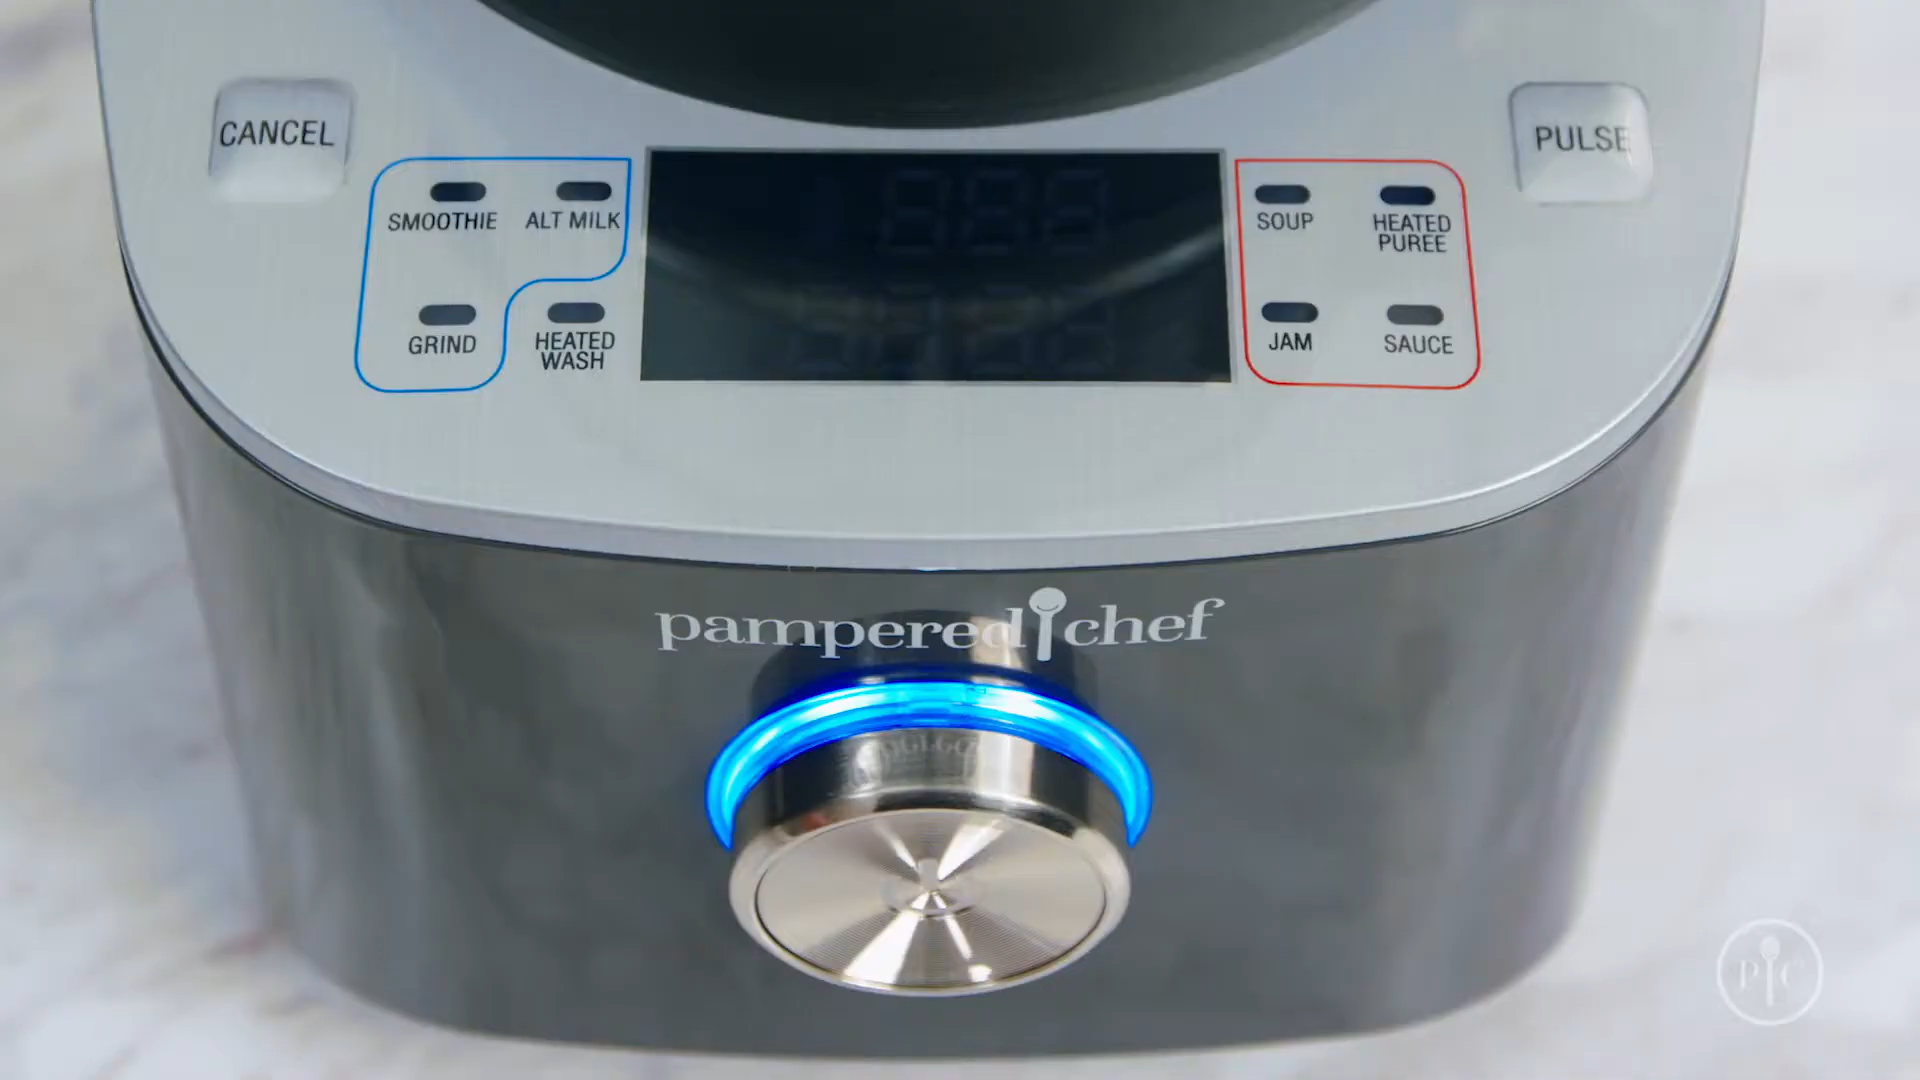 CANCEL
PULSE
SMOOTHIE
ALT MILK
SOUP
HEATED
PUREE
GRIND
HEATED
WASH
JAM
SAUCE
pampered chef
P C